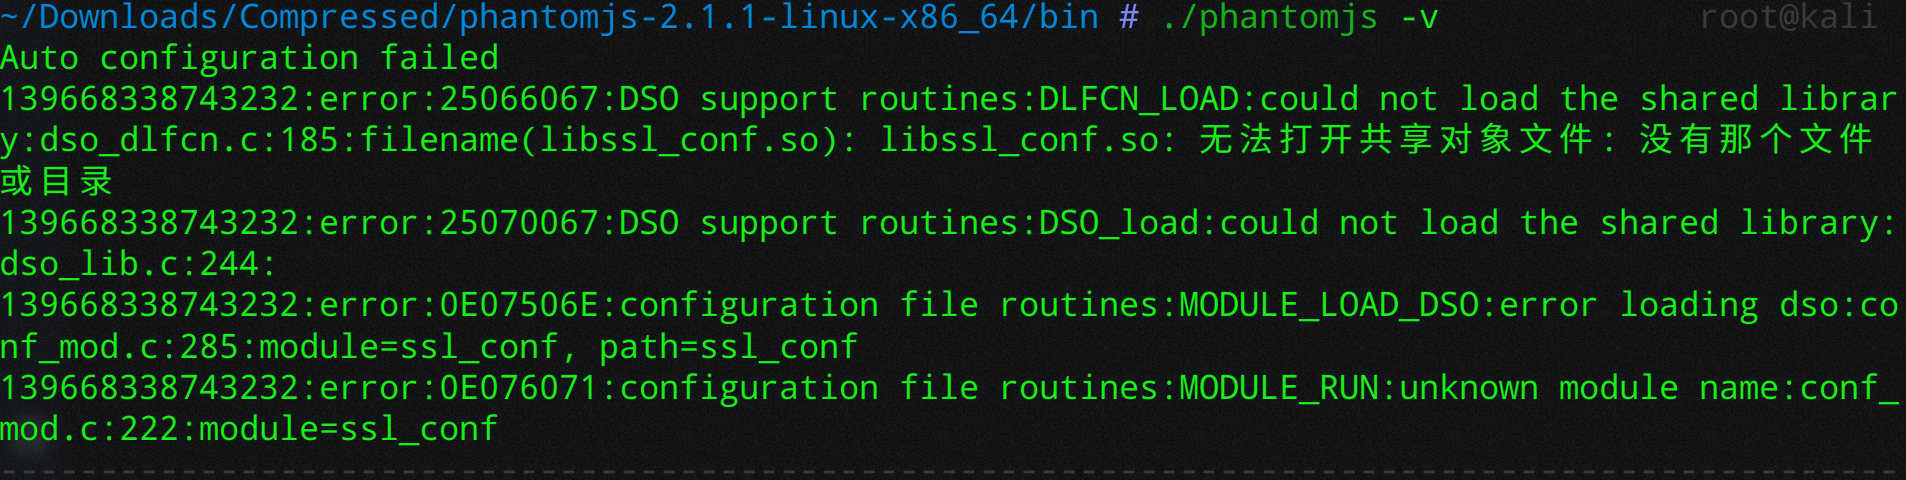 ~/Downloads/Compressed/phantomjs-2.1.1-linux-x86_64/bin # ./phantomjs -v root@kali
Auto configuration failed
139668338743232:error:25066067:DSO support routines:DLFCN_LOAD:could not load the shared librar
y:dso_dlfcn.c:185:filename(libssl_conf.so): libssl_conf.so: 无法打开共享对象文件: 没有那个文件
或目录
139668338743232:error:25070067:DSO support routines:DSO_load:could not load the shared library:
dso_lib.c:244:
139668338743232:error:0E07506E:configuration file routines:MODULE_LOAD_DSO:error loading dso:co
nf_mod.c:285:module=ssl_conf, path=ssl_conf
139668338743232:error:0E076071:configuration file routines:MODULE_RUN:unknown module name:conf_
mod.c:222:module=ssl_conf